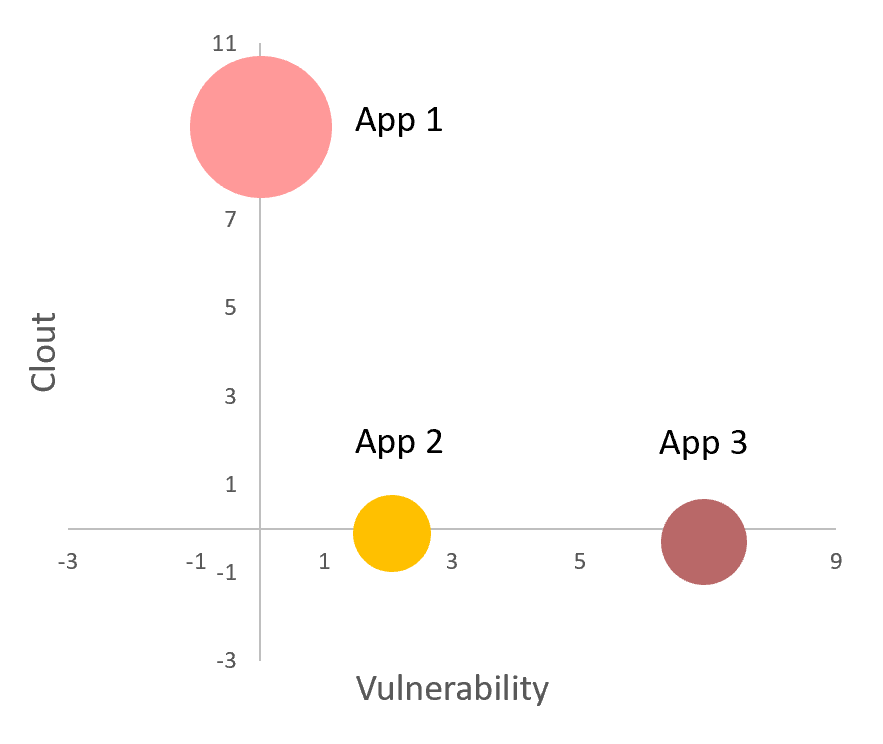 11
App 1
7
5
Clout
3
App 2
App 3
1
-3
-1
1
3
5
9
-1
-3
Vulnerability